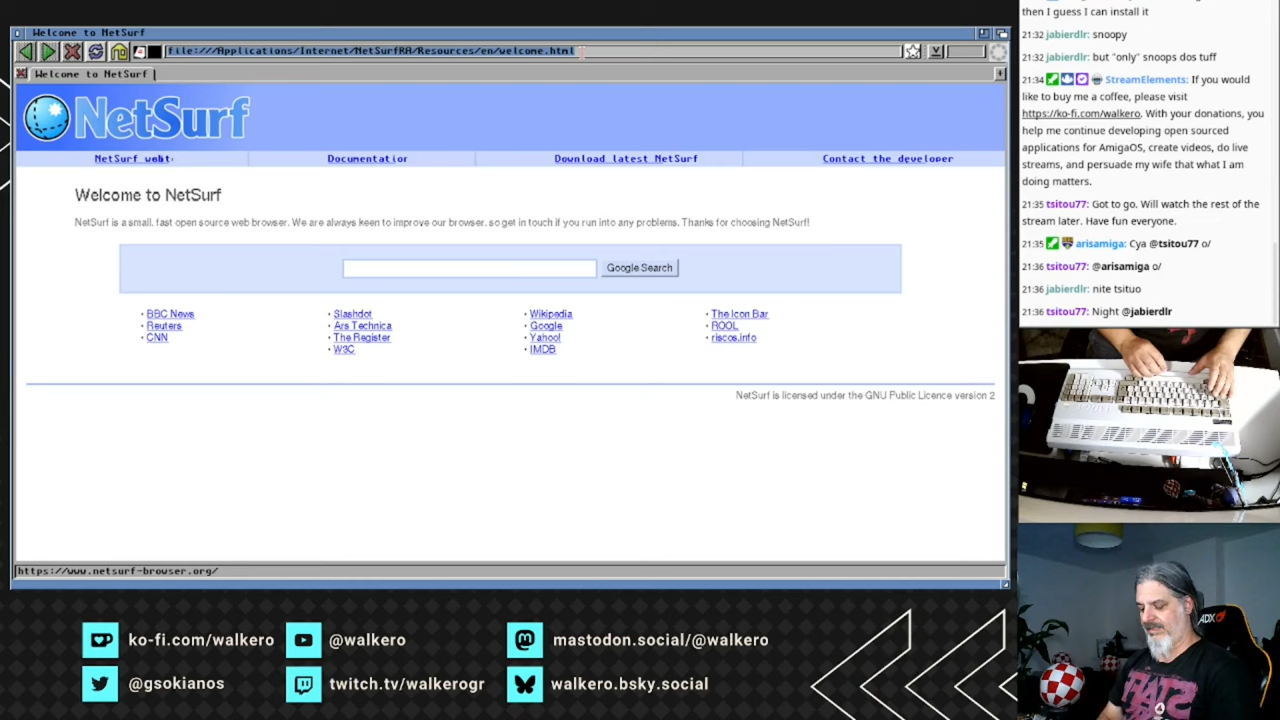 Welcome to NetSurf
file:///Applications/Internet/NetSurfRA/Resources/en/welcome.html
Welcome to NetSurf
NetSurf
Documentation
Download latest NetSurf
Contact the developer
Welcome to NetSurf
NetSurf is a small, fast open source web browser. We are always keen to improve our browser, so get in touch if you run into any problems. Thanks for choosing NetSurf!
Google Search
· BBC News
· Reuters
· CNN
· Slashdot
· Ars Technica
· The Register
· W3C
· Wikipedia
· Google
· Yahoo!
· IMDB
· The Icon Bar
· ROOL
· riscos.info
NetSurf is licensed under the GNU Public Licence version 2
https://www.netsurf-browser.org/
then I guess I can install it
21:32 jabierdlr: snoopy
21:32 jabierdlr: but "only" snoops dos tuff
21:34 StreamElements: If you would
like to buy me a coffee, please visit
https://ko-fi.com/walkero. With your donations, you
help me continue developing open sourced
applications for AmigaOS, create videos, do live
streams, and persuade my wife that what I am
doing matters.
21:35 tsitou77: Got to go. Will watch the rest of the
stream later. Have fun everyone.
21:35 arisamiga: Cya @tsitou77 o/
21:36 tsitou77: @arisamiga o/
21:36 jabierdlr: nite tsituo
21:36 tsitou77: Night @jabierdlr
ADX
ko-fi.com/walkero
@walkero
mastodon.social/@walkero
@gsokianos
twitch.tv/walkerogr
walkero.bsky.social